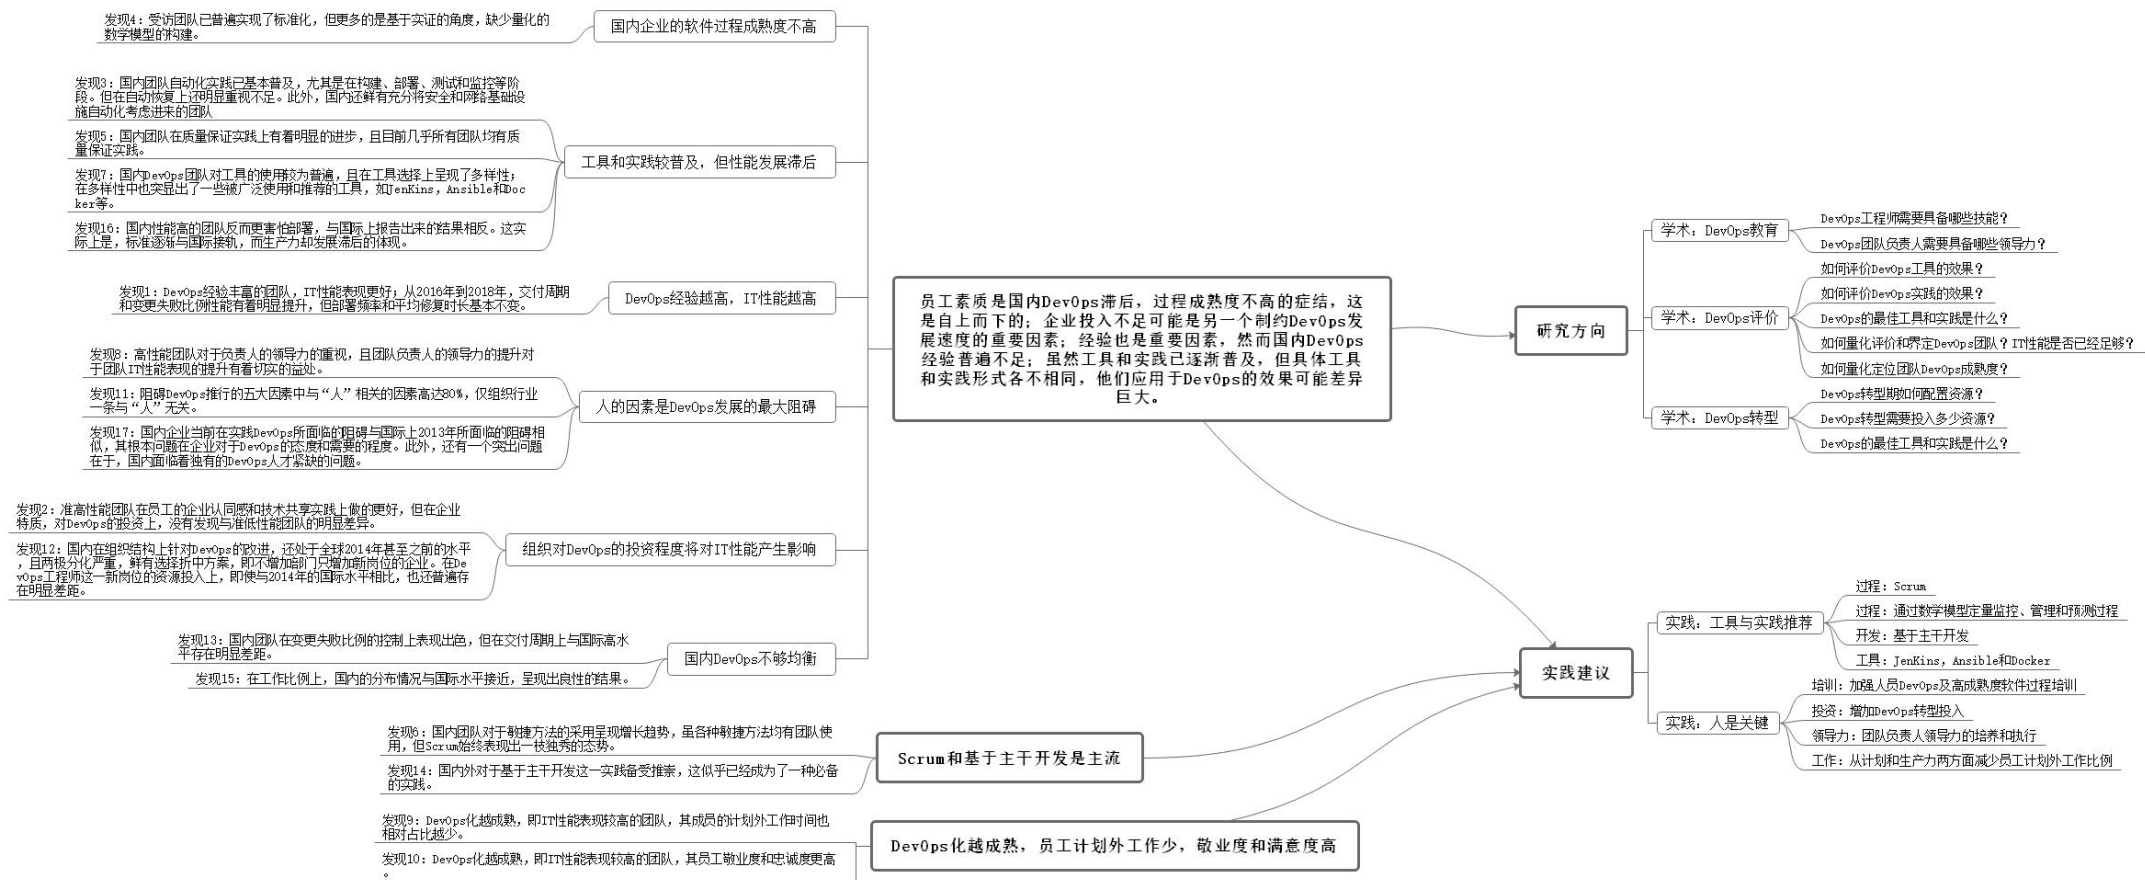 发现4：受访团队已普遍实现了标准化，但更多的是基于实证的角度，缺少量化的
数学模型的构建。
国内企业的软件过程成熟度不高
发现3：国内团队自动化实践已基本普及，尤其是在构建、部署、测试和监控等阶
段。但在自动恢复上还明显重视不足。此外，国内还鲜有充分将安全和网络基础设
施自动化考虑进来的团队
发现5：国内团队在质量保证实践上有着明显的进步，且目前几乎所有团队均有质
量保证实践。
发现7：国内DevOps团队对工具的使用较为普遍，且在工具选择上呈现了多样性；
在多样性中也突显出了一些被广泛使用和推荐的工具，如JenKins，Ansible和Doc
ker等。
发现16：国内性能高的团队反而更害怕部署，与国际上报告出来的结果相反。这实
际上是，标准逐渐与国际接轨，而生产力却发展滞后的体现。
工具和实践较普及，但性能发展滞后
发现1：DevOps经验丰富的团队，IT性能表现更好；从2016年到2018年，交付周期
和变更失败比例性能有着明显提升，但部署频率和平均修复时长基本不变。
DevOps经验越高，IT性能越高
发现8：高性能团队对于负责人的领导力的重视，且团队负责人的领导力的提升对
于团队IT性能表现的提升有着切实的益处。
发现11：阻碍DevOps推行的五大因素中与“人”相关的因素高达80%，仅组织行业
一条与“人”无关。
发现17：国内企业当前在实践DevOps所面临的阻碍与国际上2013年所面临的阻碍相
似，其根本问题在企业对于DevOps的态度和需要的程度。此外，还有一个突出问题
在于，国内面临着独有的DevOps人才紧缺的问题。
人的因素是DevOps发展的最大阻碍
发现2：准高性能团队在员工的企业认同感和技术共享实践上做的更好，但在企业
特质，对DevOps的投资上，没有发现与准低性能团队的明显差异。
发现12：国内在组织结构上针对DevOps的改进，还处于全球2014年甚至之前的水平
，且两极分化严重，鲜有选择折中方案，即不增加部门只增加新岗位的企业。在De
vOps工程师这一新岗位的资源投入上，即使与2014年的国际水平相比，也还普遍存
在明显差距。
组织对DevOps的投资程度将对IT性能产生影响
发现13：国内团队在变更失败比例的控制上表现出色，但在交付周期上与国际高水
平存在明显差距。
发现15：在工作比例上，国内的分布情况与国际水平接近，呈现出良性的结果。
国内DevOps不够均衡
发现6：国内团队对于敏捷方法的采用呈现增长趋势，虽各种敏捷方法均有团队使
用，但Scrum始终表现出一枝独秀的态势。
发现14：国内外对于基于主干开发这一实践备受推崇，这似乎已经成为了一种必备
的实践。
Scrum和基于主干开发是主流
发现9：DevOps化越成熟，即IT性能表现较高的团队，其成员的计划外工作时间也
相对占比越少。
发现10：DevOps化越成熟，即IT性能表现较高的团队，其员工敬业度和忠诚度更高
。
DevOps化越成熟，员工计划外工作少，敬业度和满意度高
员工素质是国内DevOps滞后，过程成熟度不高的症结，这
是自上而下的；企业投入不足可能是另一个制约DevOps发
展速度的重要因素；经验也是重要因素，然而国内DevOps
经验普遍不足；虽然工具和实践已逐渐普及，但具体工具
和实践形式各不相同，他们应用于DevOps的效果可能差异
巨大。
研究方向
学术：DevOps教育
DevOps工程师需要具备哪些技能？
DevOps团队负责人需要具备哪些领导力？
学术：DevOps评价
如何评价DevOps工具的效果？
如何评价DevOps实践的效果？
DevOps的最佳工具和实践是什么？
如何量化评价和界定DevOps团队？IT性能是否已经足够？
如何量化定位团队DevOps成熟度？
学术：DevOps转型
DevOps转型期如何配置资源？
DevOps转型需要投入多少资源？
DevOps的最佳工具和实践是什么？
实践建议
实践：工具与实践推荐
过程：Scrum
过程：通过数学模型定量监控、管理和预测过程
开发：基于主干开发
工具：JenKins，Ansible和Docker
实践：人是关键
培训：加强人员DevOps及高成熟度软件过程培训
投资：增加DevOps转型投入
领导力：团队负责人领导力的培养和执行
工作：从计划和生产力两方面减少员工计划外工作比例